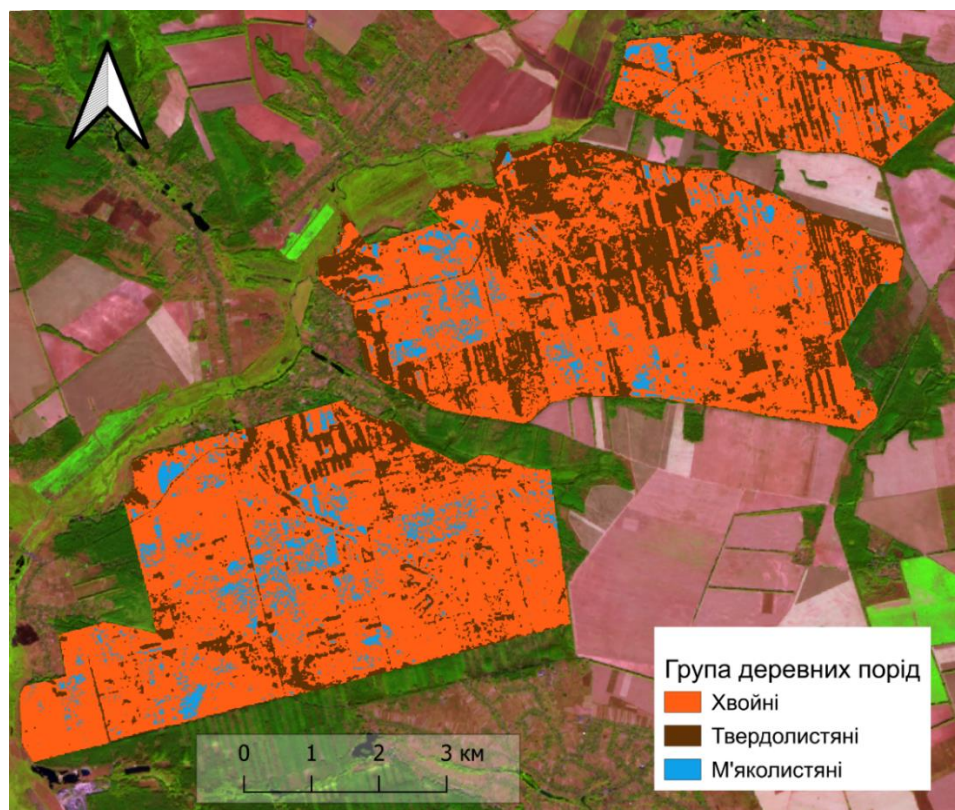 Група деревних порід
Хвойні
Твердолистяні
М'яколистяні
0 1 2 3 км